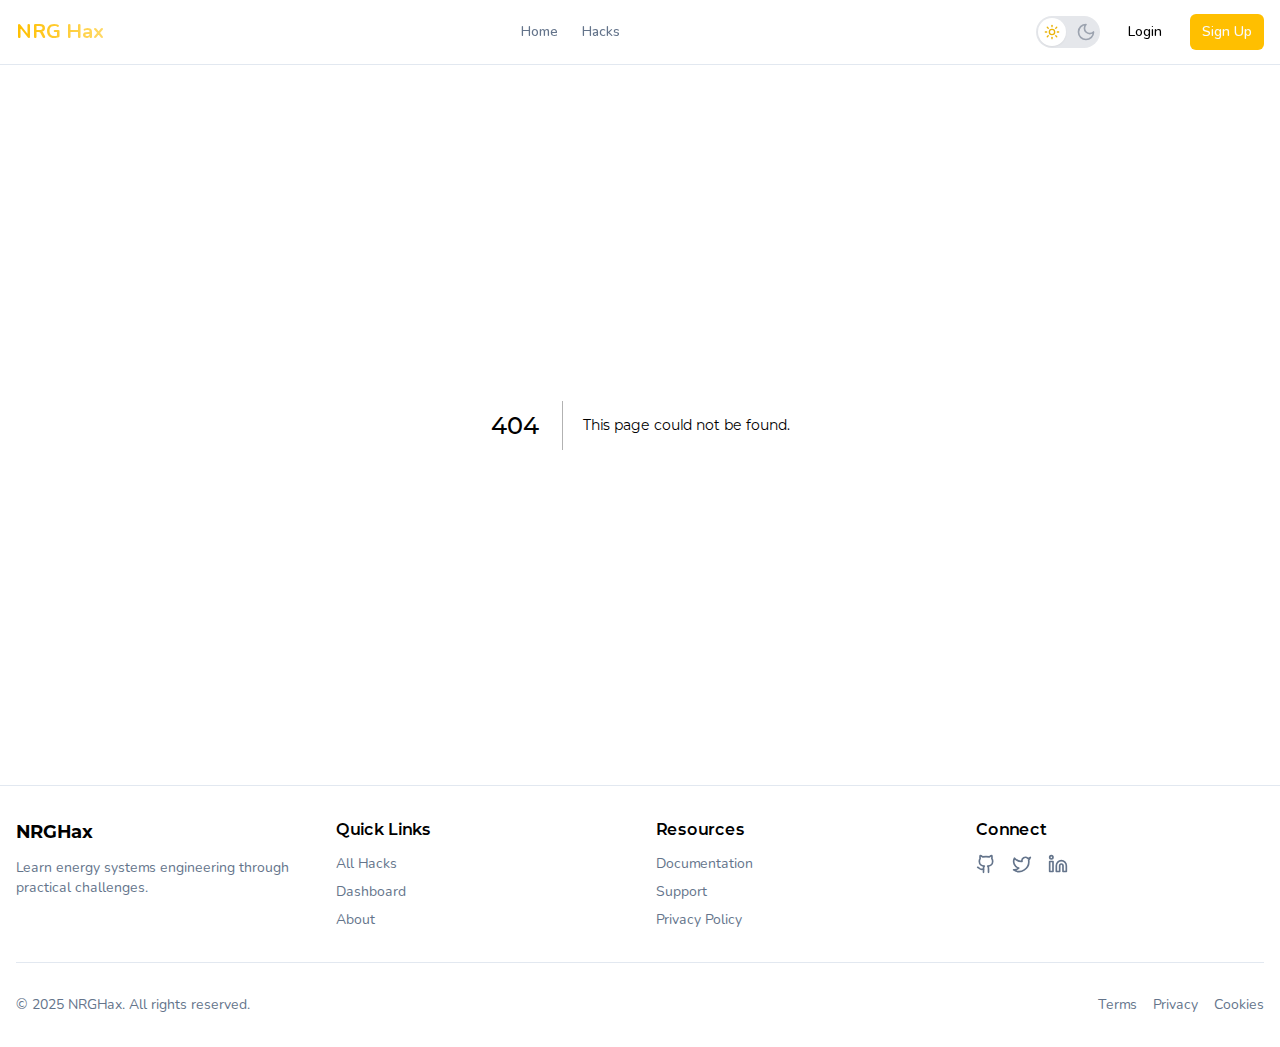 NRG Hax
Home
Hacks
Login
Sign Up
404
This page could not be found.
NRGHax
Learn energy systems engineering through
practical challenges.
Quick Links
All Hacks
Dashboard
About
Resources
Documentation
Support
Privacy Policy
Connect
© 2025 NRGHax. All rights reserved.
Terms
Privacy
Cookies